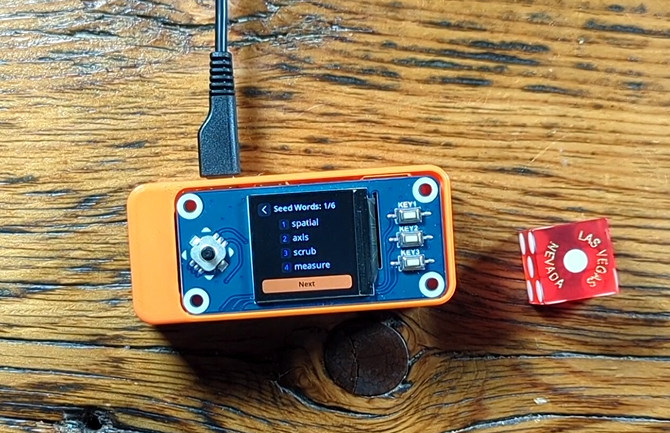 Seed Words: 1/6
1 spatial
2 axis
3 scrub
4 measure
Next
KEY1
KEY2
KEY3
LAS VEGAS
NEVADA